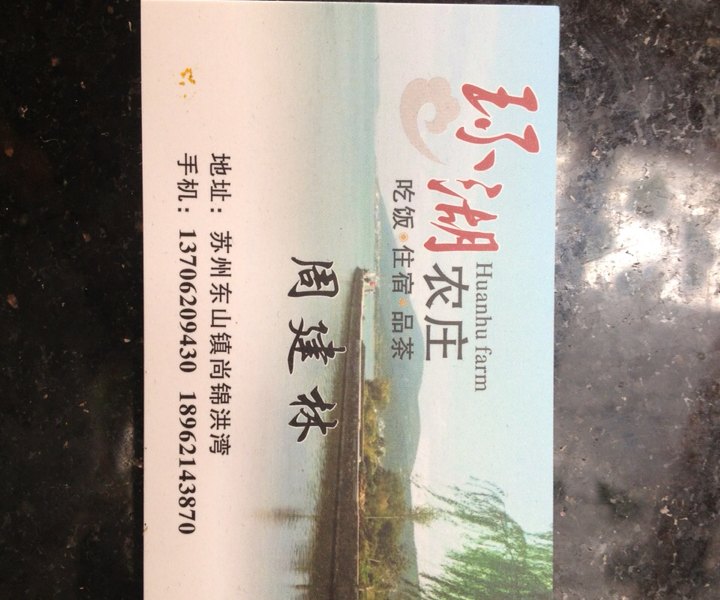 环湖农庄
Huanhu farm
吃饭·住宿·品茶
周建林
地址：苏州东山镇尚锦洪湾
手机：13706209430 18962143870